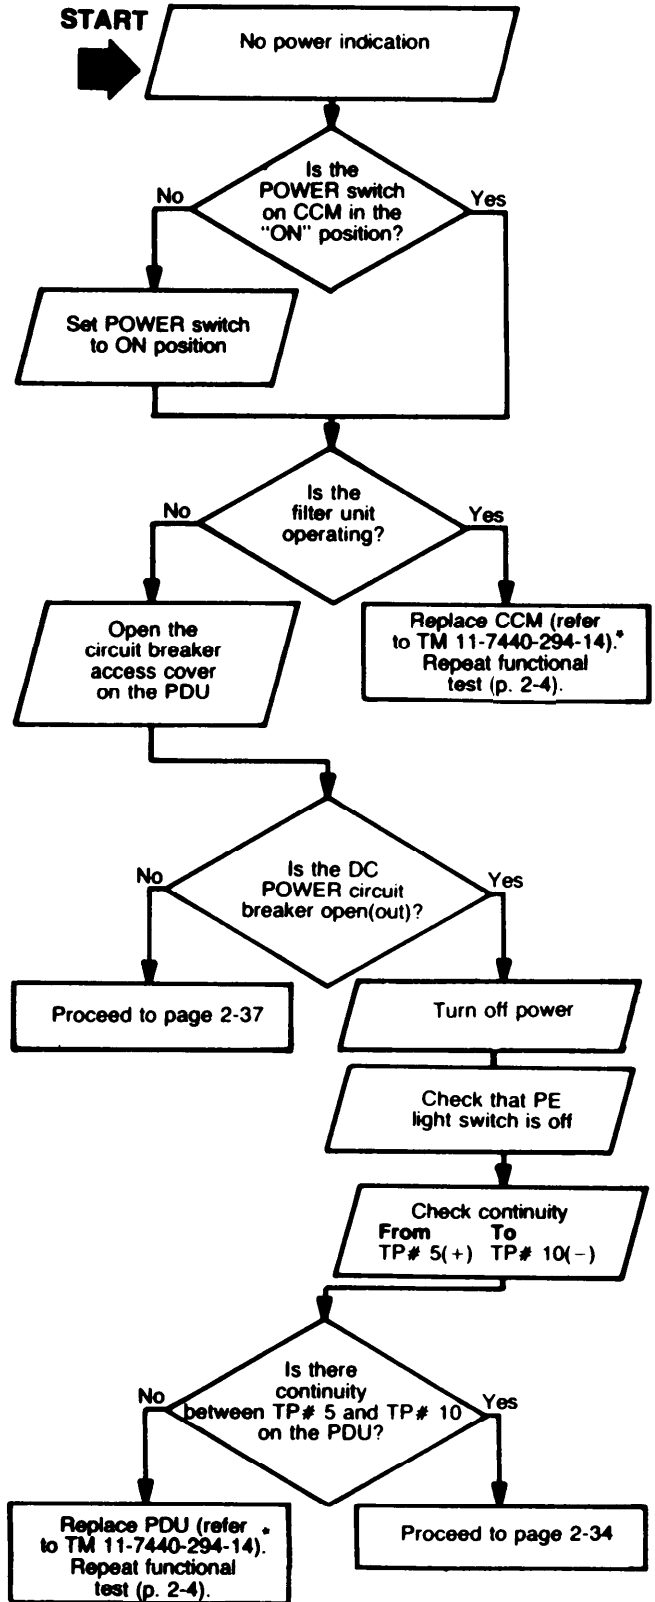 START
No power indication
Is the
POWER switch
on CCM in the
"ON" position?
No
Yes
Set POWER switch
to ON position
Is the
filter unit
operating?
No
Yes
Open the
circuit breaker
access cover
on the PDU
Replace CCM (refer
to TM 11-7440-294-14).*
Repeat functional
test (p. 2-4).
Is the DC
POWER circuit
breaker open(out)?
No
Yes
Proceed to page 2-37
Turn off power
Check that PE
light switch is off
Check continuity
From To
TP# 5(+) TP# 10(−)
Is there
continuity
between TP# 5 and TP# 10
on the PDU?
No
Yes
Replace PDU (refer
to TM 11-7440-294-14).*
Repeat functional
test (p. 2-4).
Proceed to page 2-34